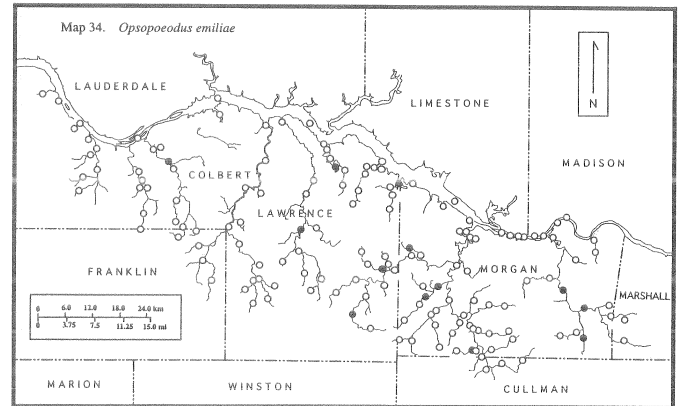 Map 34. Opsopoeodus emiliae
LAUDERDALE
LIMESTONE
N
MADISON
COLBERT
LAWRENCE
FRANKLIN
MORGAN
MARSHALL
0 6.0 12.0 18.0 24.0 km
0 3.75 7.5 11.25 15.0 mi
MARION
WINSTON
CULLMAN